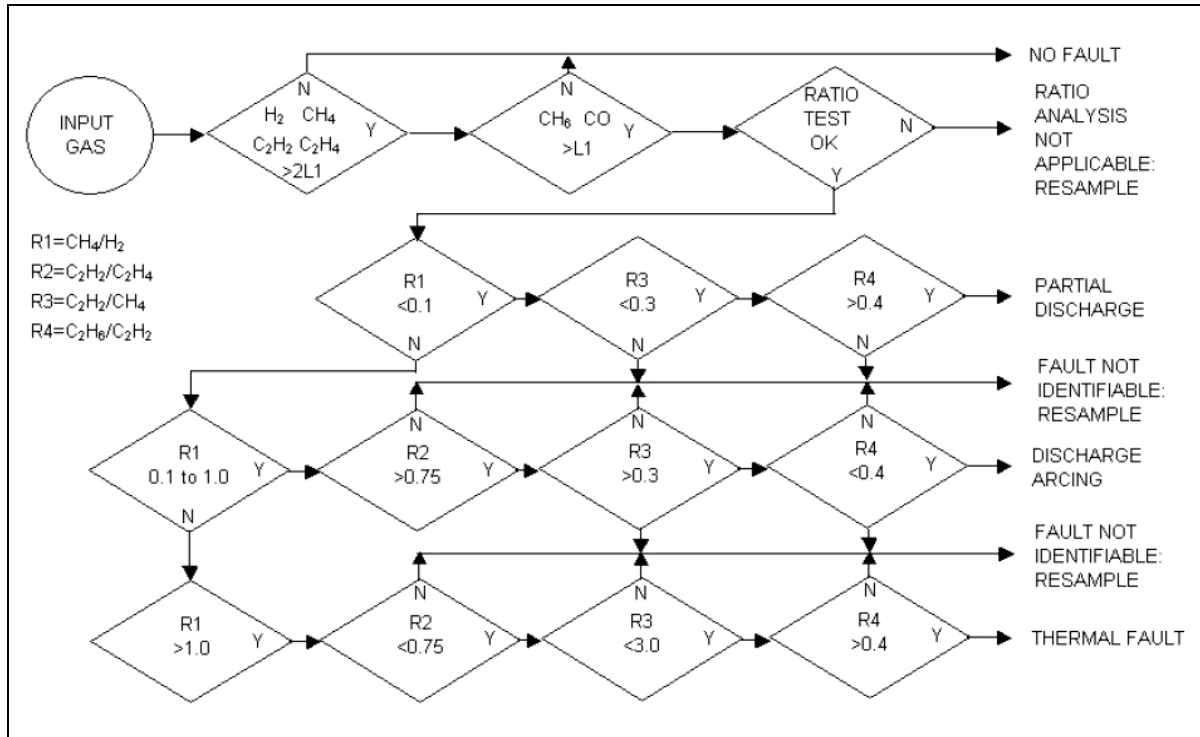 INPUT
GAS
N
H₂ CH₄
Y
C₂H₂ C₂H₄
>2L1
N
CH₆ CO
Y
>L1
RATIO
TEST
OK
N
Y
NO FAULT
RATIO
ANALYSIS
NOT
APPLICABLE:
RESAMPLE
R1=CH₄/H₂
R2=C₂H₂/C₂H₄
R3=C₂H₂/CH₄
R4=C₂H₆/C₂H₂
R1
<0.1
Y
N
R3
<0.3
Y
N
R4
>0.4
Y
N
PARTIAL
DISCHARGE
FAULT NOT
IDENTIFIABLE:
RESAMPLE
R1
0.1 to 1.0
Y
N
N
R2
>0.75
Y
N
R3
>0.3
Y
N
R4
<0.4
Y
DISCHARGE
ARCING
FAULT NOT
IDENTIFIABLE:
RESAMPLE
R1
>1.0
Y
N
R2
<0.75
Y
N
R3
<3.0
Y
N
R4
>0.4
Y
THERMAL FAULT